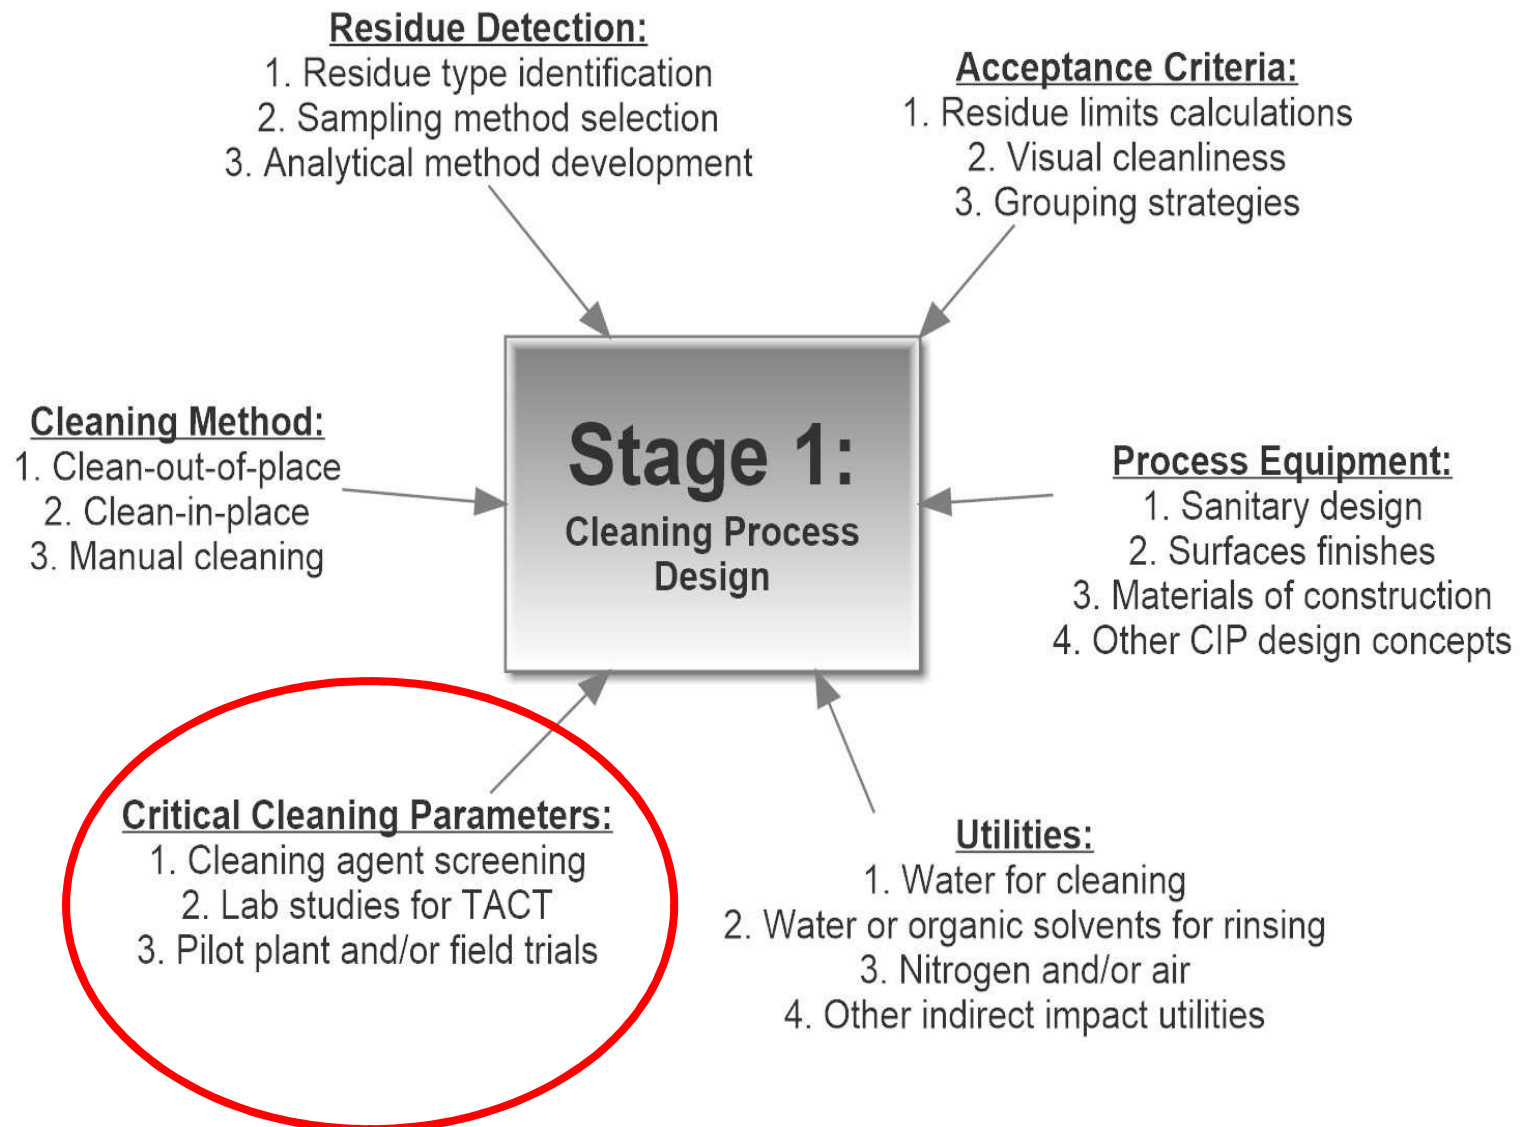 Residue Detection:
1. Residue type identification
2. Sampling method selection
3. Analytical method development
Acceptance Criteria:
1. Residue limits calculations
2. Visual cleanliness
3. Grouping strategies
Cleaning Method:
1. Clean-out-of-place
2. Clean-in-place
3. Manual cleaning
Stage 1:
Cleaning Process
Design
Process Equipment:
1. Sanitary design
2. Surfaces finishes
3. Materials of construction
4. Other CIP design concepts
Critical Cleaning Parameters:
1. Cleaning agent screening
2. Lab studies for TACT
3. Pilot plant and/or field trials
Utilities:
1. Water for cleaning
2. Water or organic solvents for rinsing
3. Nitrogen and/or air
4. Other indirect impact utilities